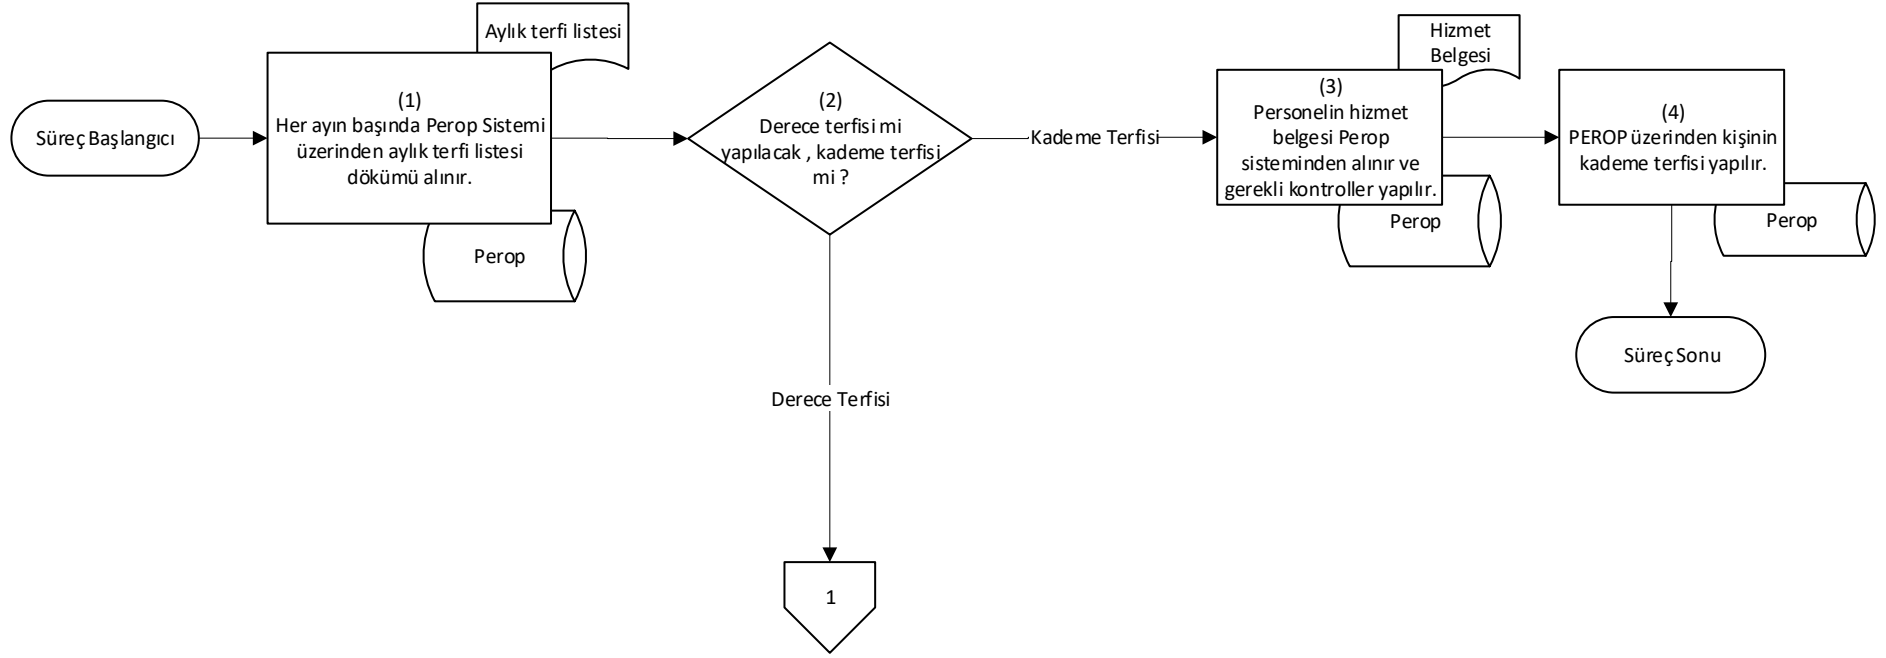 Süreç Başlangıcı
Aylık terfi listesi
(1)
Her ayın başında Perop Sistemi
üzerinden aylık terfi listesi
dökümü alınır.
Perop
(2)
Derece terfisi mi
yapılacak , kademe terfisi
mi ?
Kademe Terfisi
Hizmet
Belgesi
(3)
Personelin hizmet
belgesi Perop
sisteminden alınır ve
gerekli kontroller yapılır.
Perop
(4)
PEROP üzerinden kişinin
kademe terfisi yapılır.
Perop
Süreç Sonu
Derece Terfisi
1